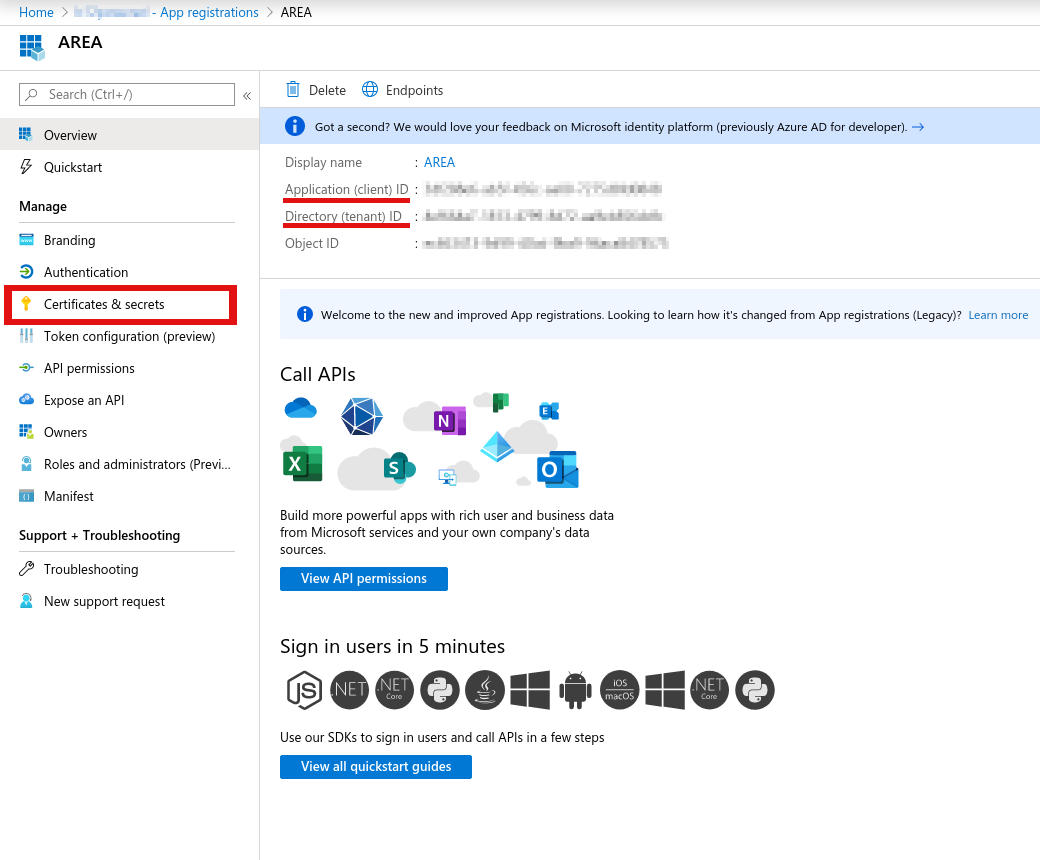 Home > - App registrations > AREA
AREA
Search (Ctrl+/)
«
Overview
Quickstart
Manage
Branding
Authentication
Certificates & secrets
Token configuration (preview)
API permissions
Expose an API
Owners
Roles and administrators (Previ...
Manifest
Support + Troubleshooting
Troubleshooting
New support request
Delete
Endpoints
Got a second? We would love your feedback on Microsoft identity platform (previously Azure AD for developer). →
Display name : AREA
Application (client) ID :
Directory (tenant) ID :
Object ID :
Welcome to the new and improved App registrations. Looking to learn how it's changed from App registrations (Legacy)? Learn more
Call APIs
N
E
X
S
O
Build more powerful apps with rich user and business data
from Microsoft services and your own company's data
sources.
View API permissions
Sign in users in 5 minutes
JS .NET .NET Core iOS macOS .NET Core
Use our SDKs to sign in users and call APIs in a few steps
View all quickstart guides